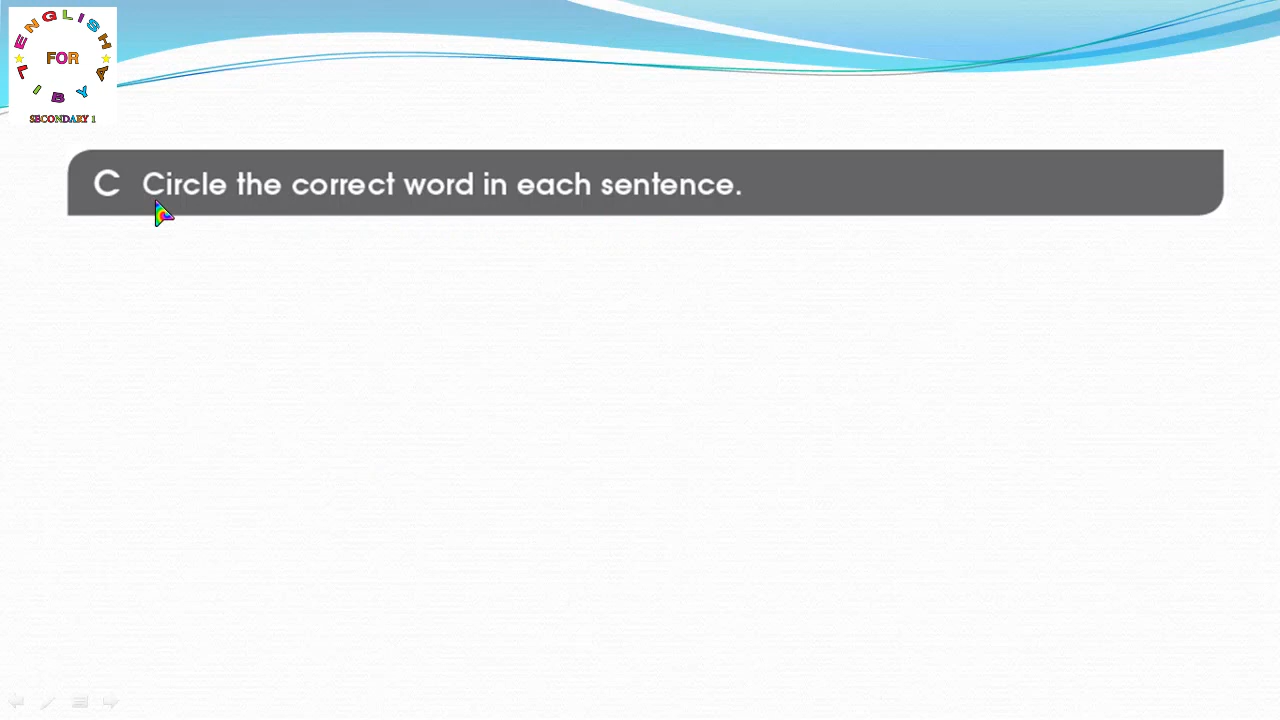 ENGLISH
FOR
LIBYA
SECONDARY 1
C Circle the correct word in each sentence.